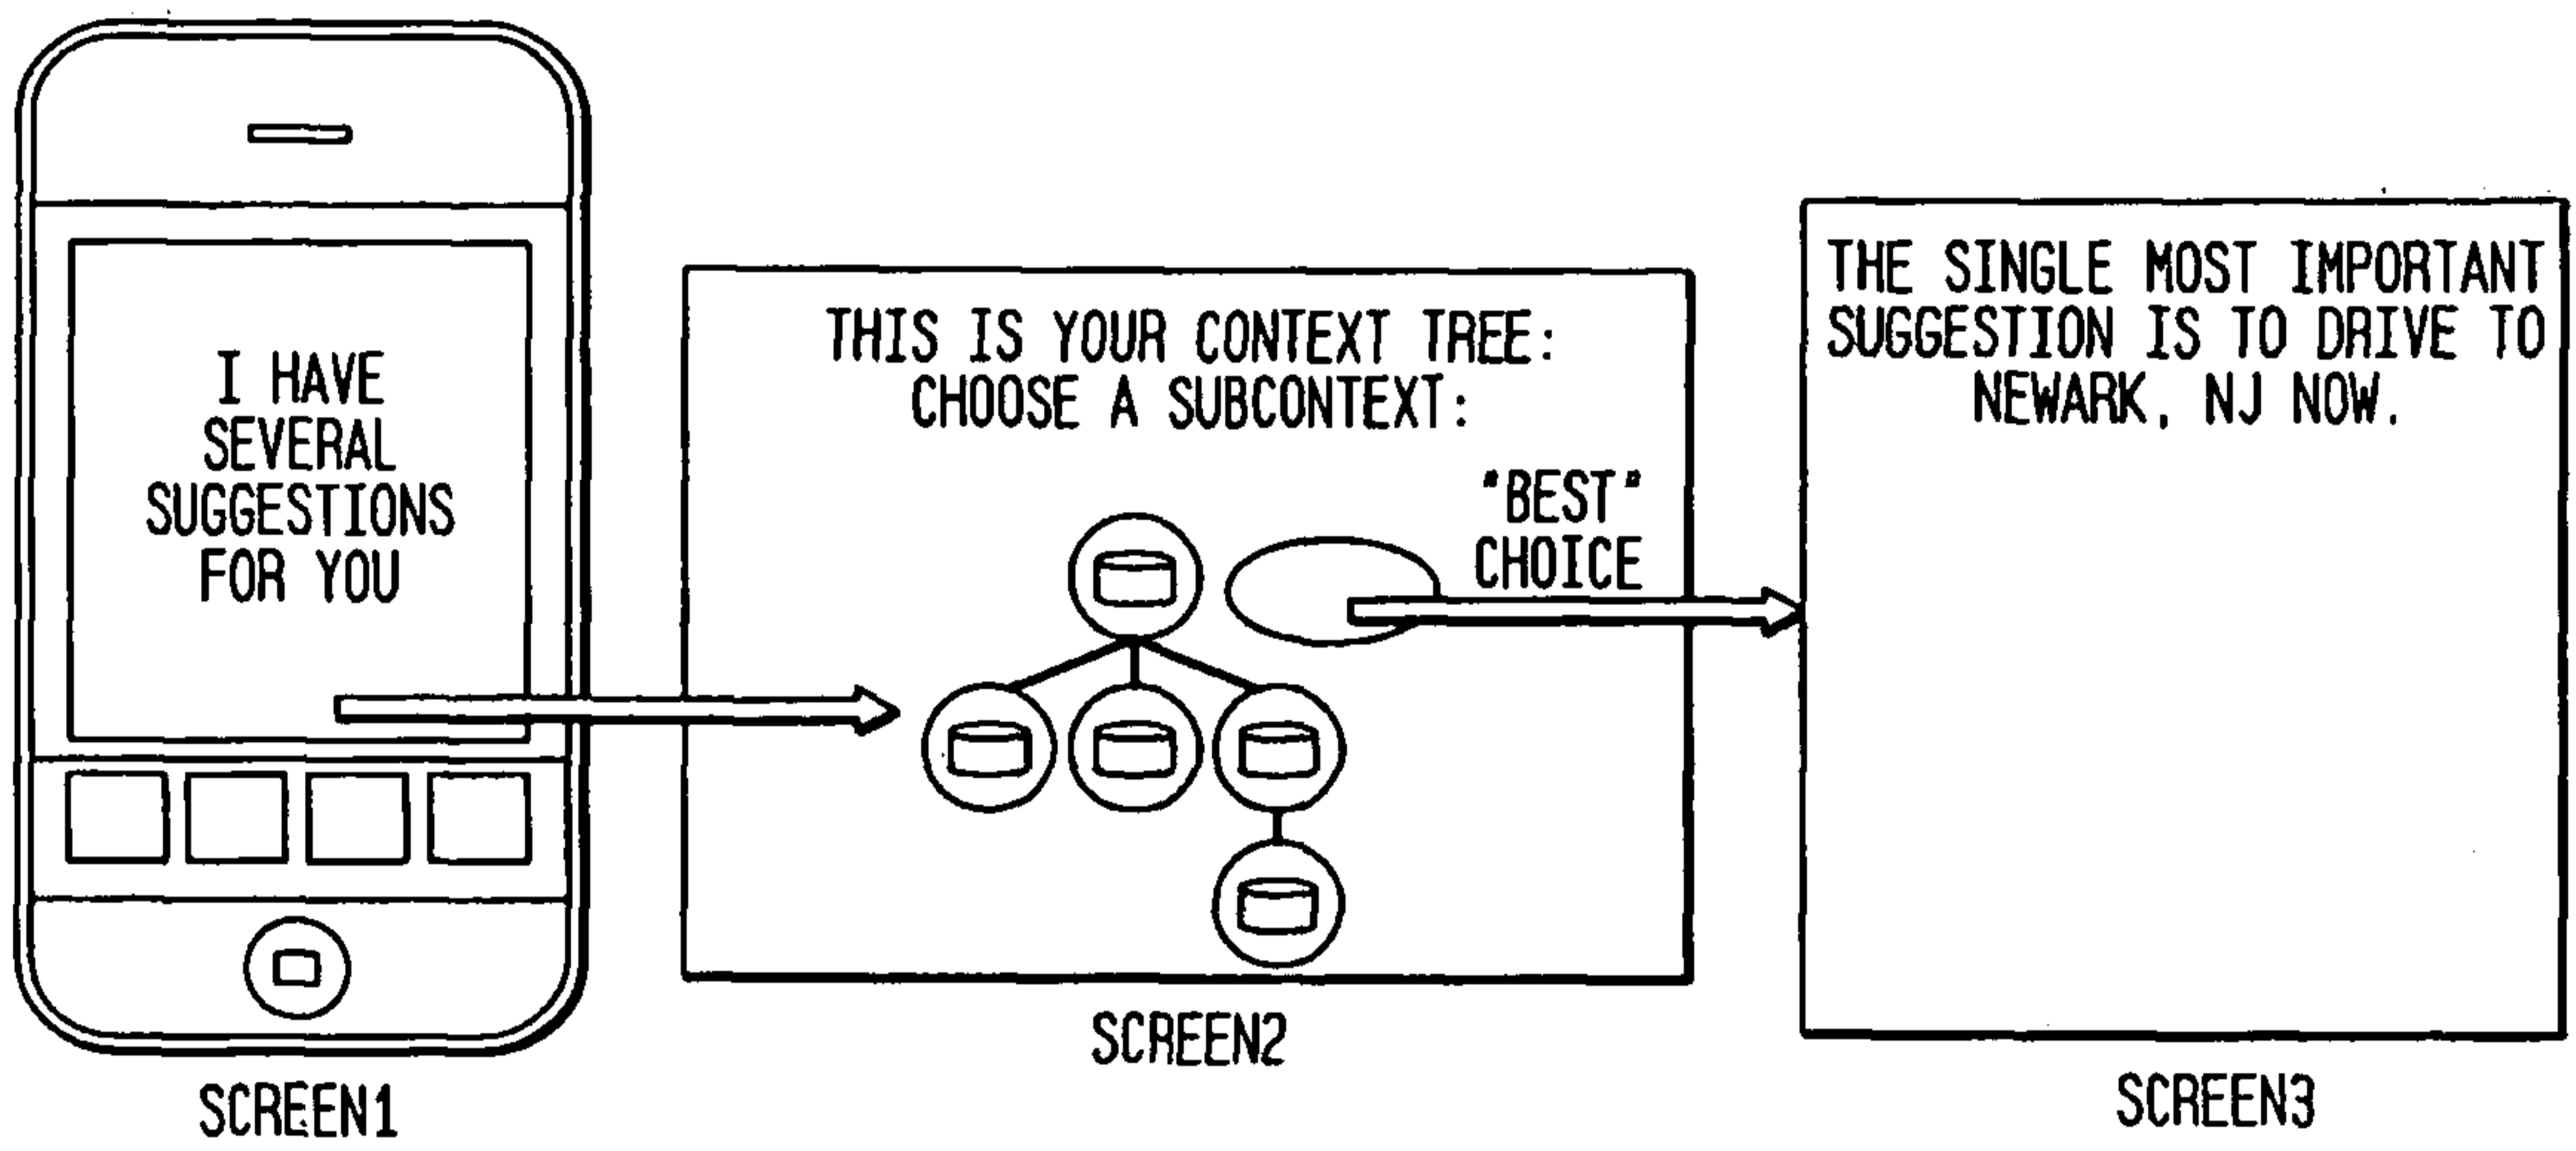 I HAVE
SEVERAL
SUGGESTIONS
FOR YOU
SCREEN1
THIS IS YOUR CONTEXT TREE:
CHOOSE A SUBCONTEXT:
"BEST"
CHOICE
SCREEN2
THE SINGLE MOST IMPORTANT
SUGGESTION IS TO DRIVE TO
NEWARK, NJ NOW.
SCREEN3